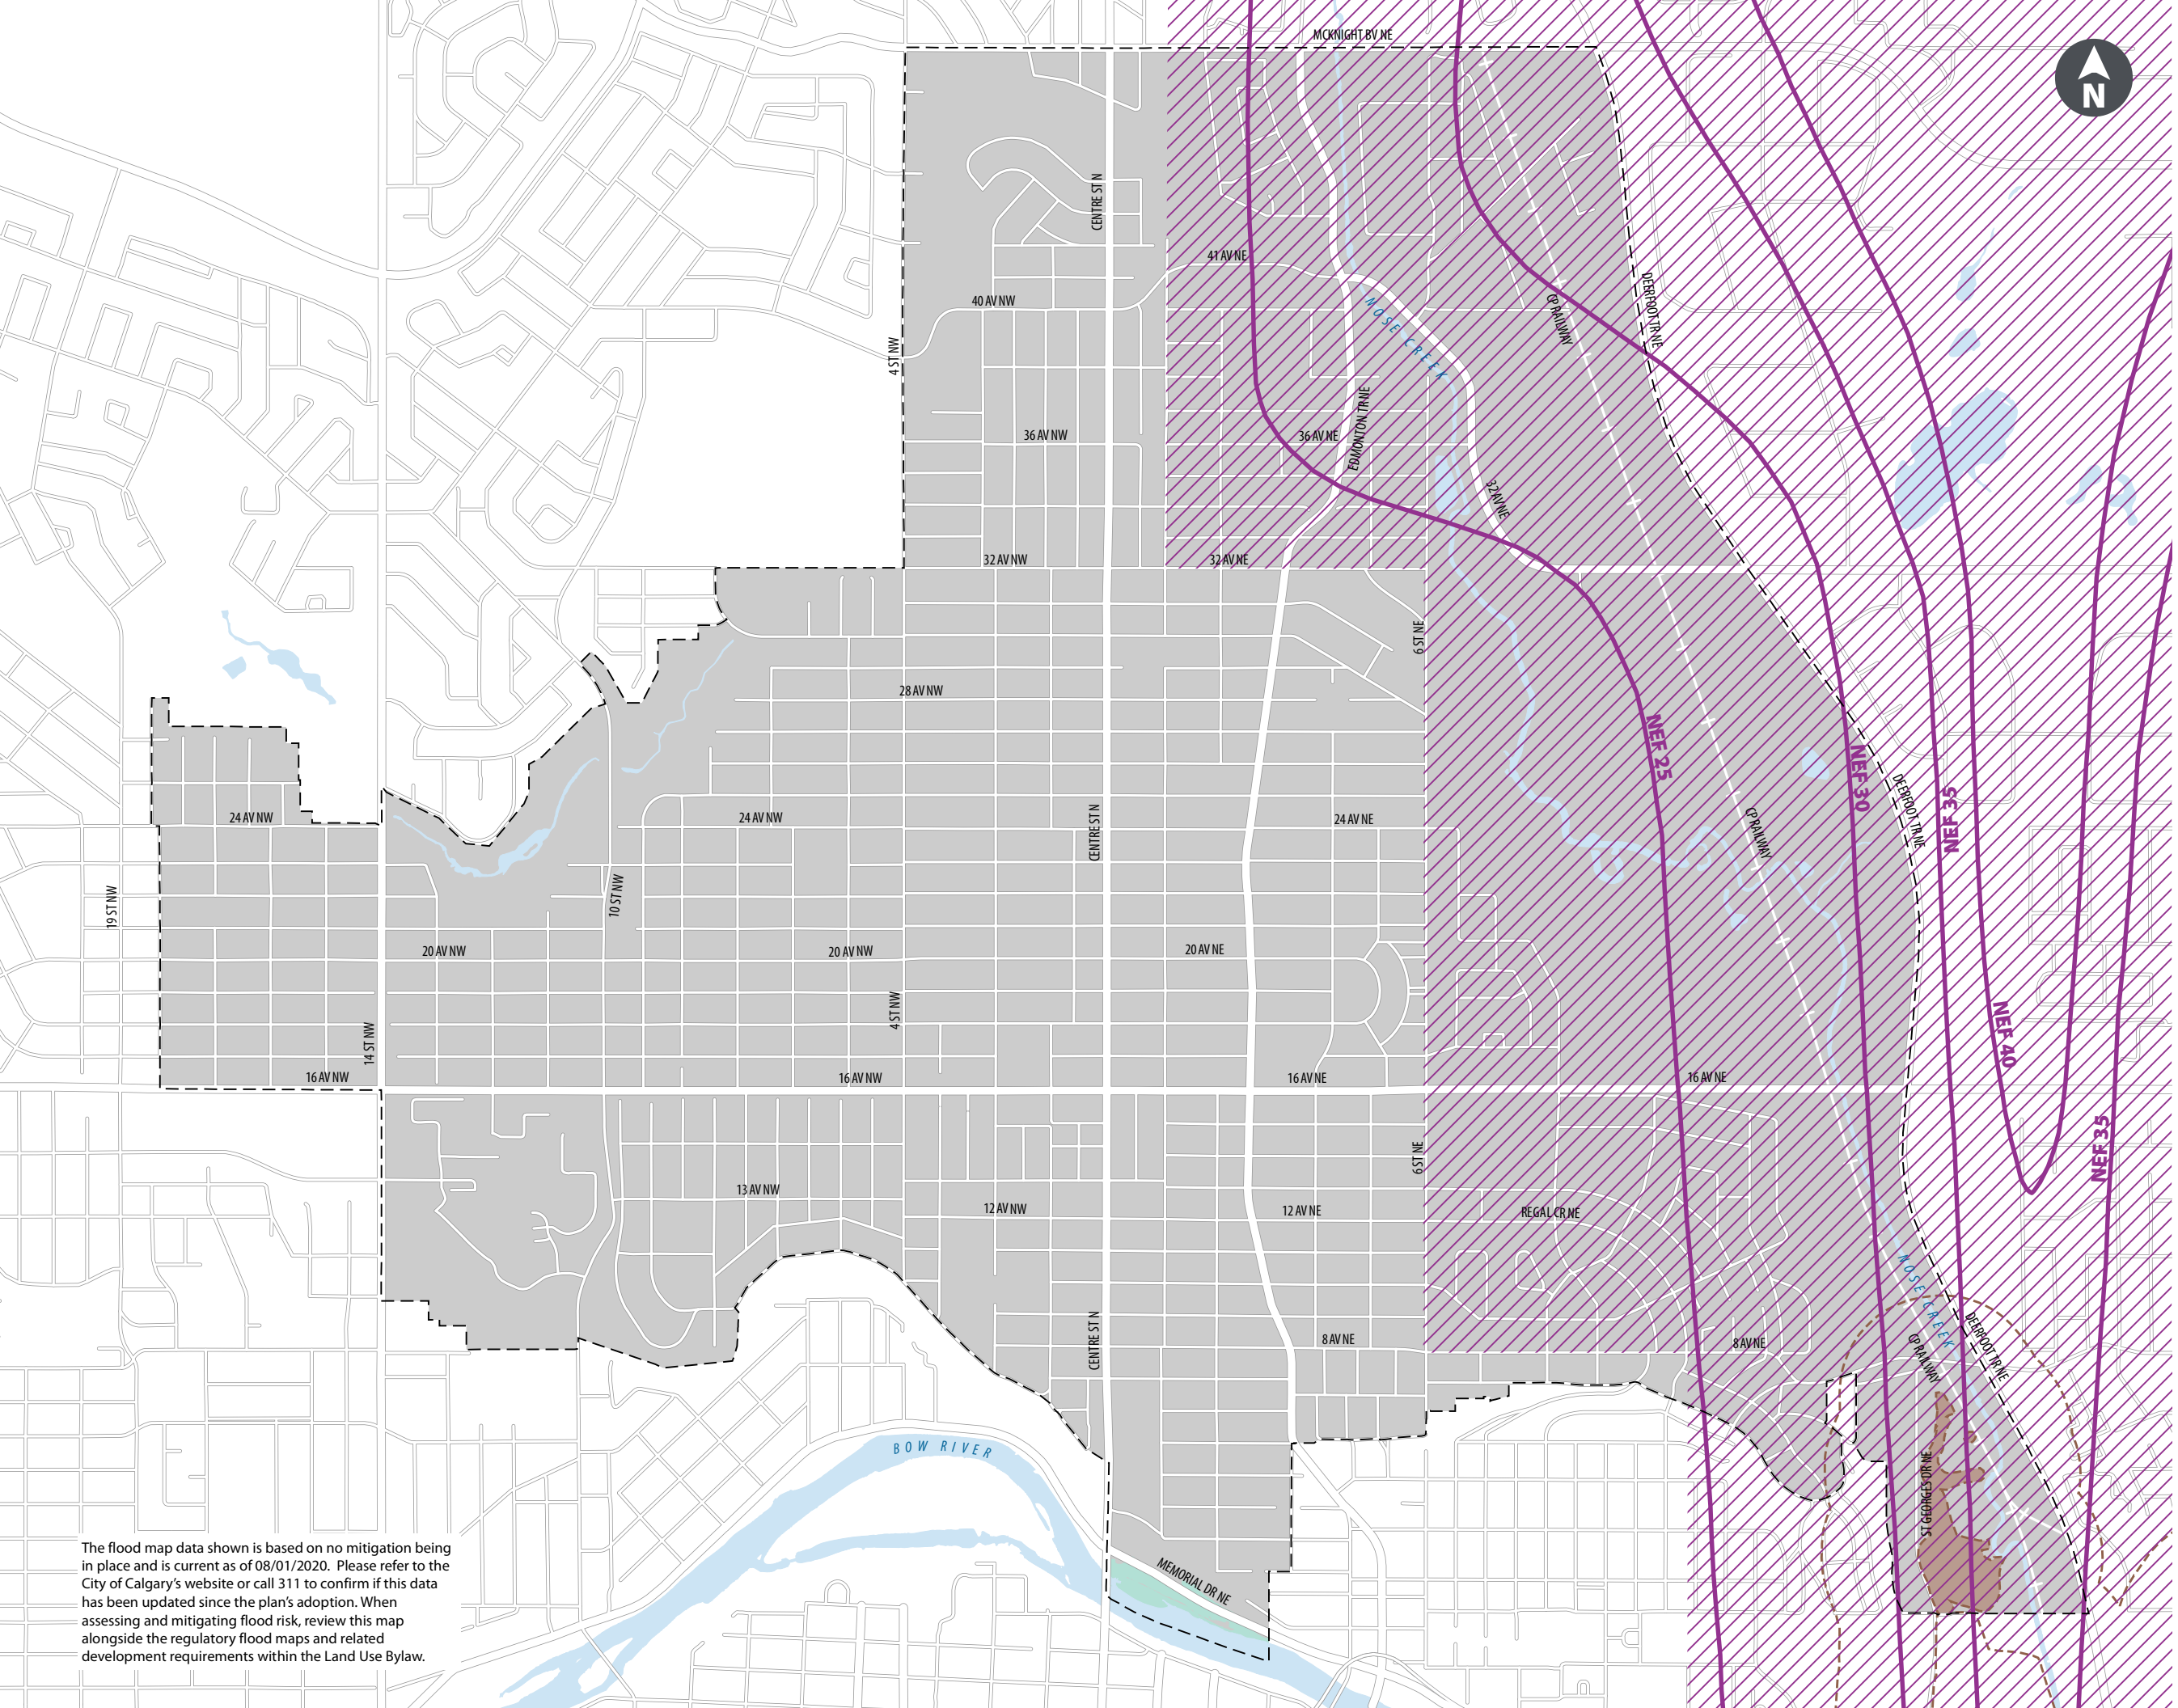 MCKNIGHT BV NE
N
CENTRE ST N
41 AV NE
40 AV NW
NOSE CREEK
CP RAILWAY
DEERFOOT TR NE
4 ST NW
36 AV NW
36 AV NE
EDMONTON TR NE
32 AV NE
32 AV NW
32 AV NE
6 ST NE
28 AV NW
NEF 25
NEF 30
NEF 35
24 AV NW
24 AV NW
CENTRE ST N
24 AV NE
CP RAILWAY
DEERFOOT TR NE
19 ST NW
10 ST NW
20 AV NW
20 AV NW
20 AV NE
4 ST NW
14 ST NW
NEF 40
16 AV NW
16 AV NW
16 AV NE
16 AV NE
6 ST NE
NEF 35
13 AV NW
12 AV NW
12 AV NE
REGAL CR NE
NOSE CREEK
CENTRE ST N
8 AV NE
8 AV NE
CP RAILWAY
DEERFOOT TR NE
BOW RIVER
ST GEORGES DR NE
MEMORIAL DR NE
The flood map data shown is based on no mitigation being
in place and is current as of 08/01/2020.  Please refer to the
City of Calgary's website or call 311 to confirm if this data
has been updated since the plan's adoption. When
assessing and mitigating flood risk, review this map
alongside the regulatory flood maps and related
development requirements within the Land Use Bylaw.